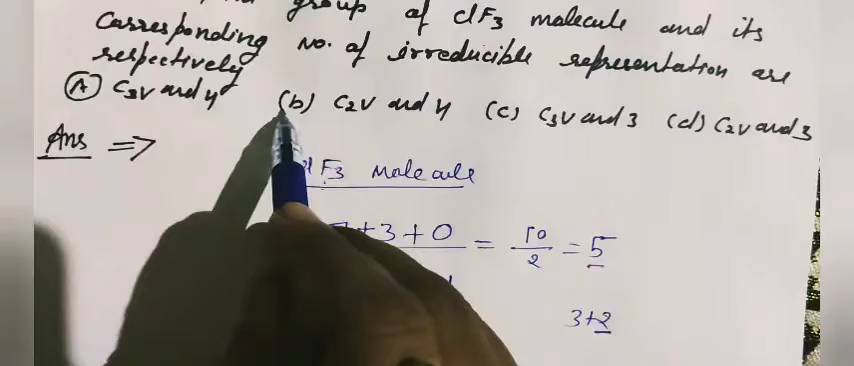 group of clF3 molecule and its
Corresponding No. of irreducible representation are
respectively
(A) C3V and 4 (b) C2V and 4 (c) C3V and 3 (d) C2V and 3
Ans ⇒
F3 Molecule
+3+0 = 10/2 = 5
3+2